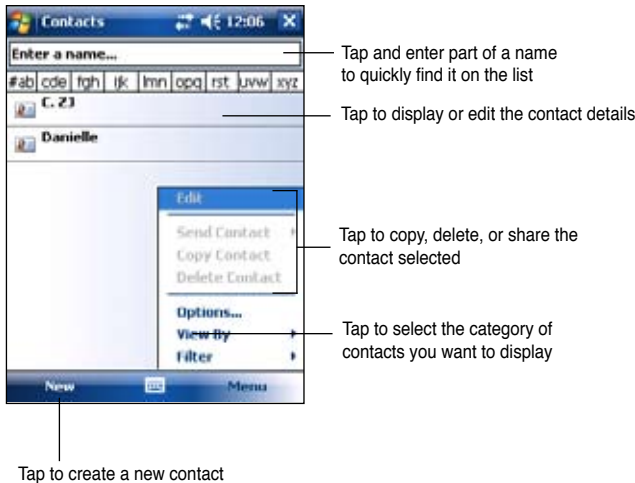 Contacts 12:06
Enter a name...
#ab cde fgh ijk lmn opq rst uvw xyz
C. ZJ
Danielle
Edit
Send Contact
Copy Contact
Delete Contact
Options...
View By
Filter
New Menu
Tap and enter part of a name
to quickly find it on the list
Tap to display or edit the contact details
Tap to copy, delete, or share the
contact selected
Tap to select the category of
contacts you want to display
Tap to create a new contact